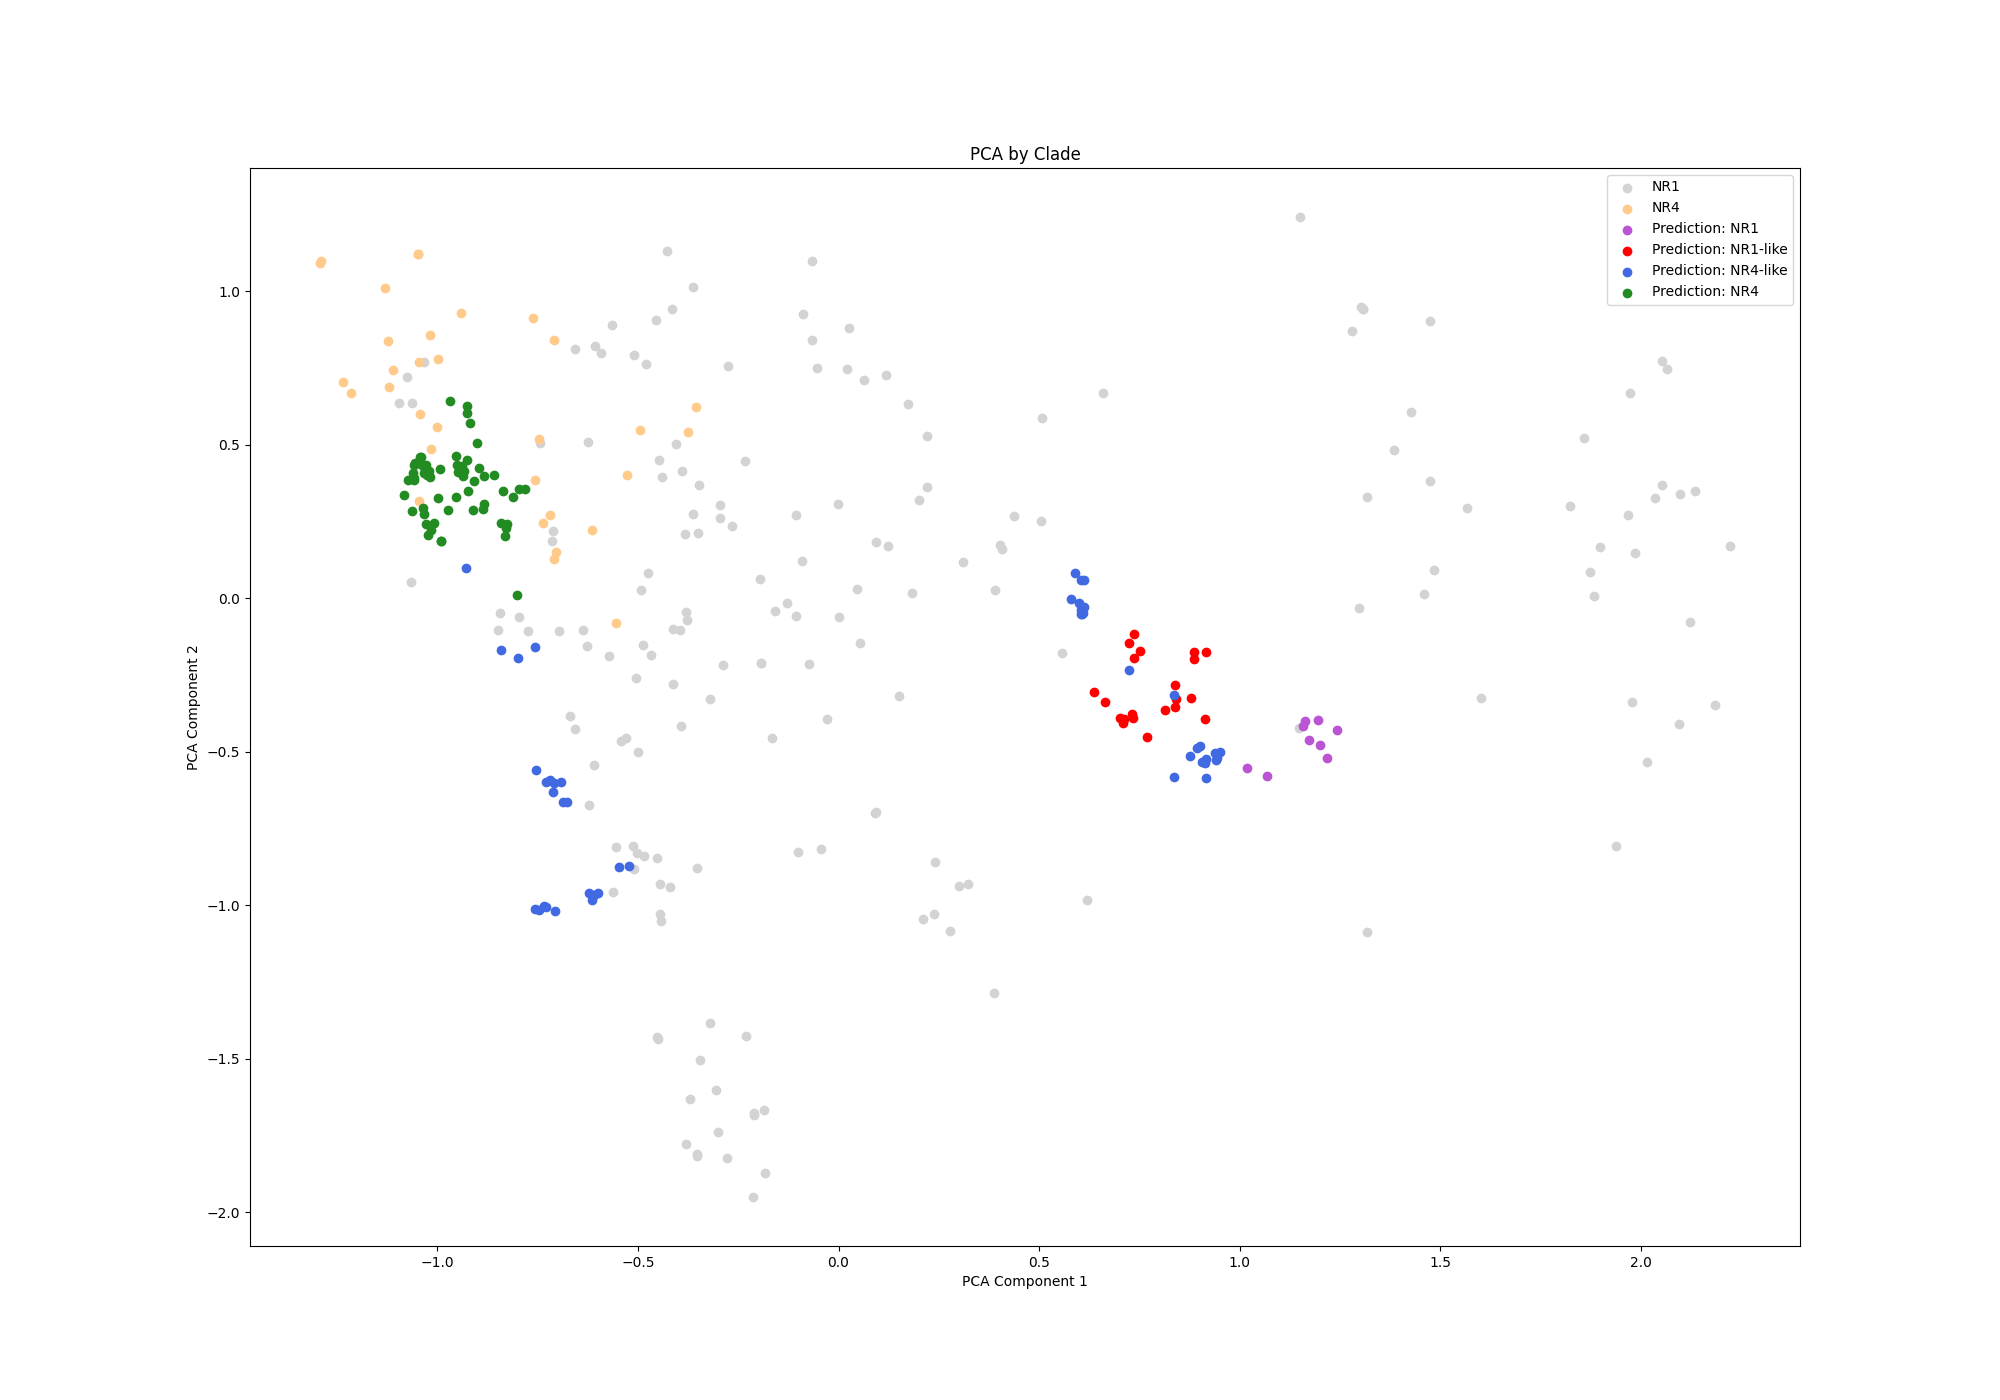 PCA by Clade
NR1
NR4
Prediction: NR1
Prediction: NR1-like
Prediction: NR4-like
Prediction: NR4
1.0
0.5
0.0
−0.5
−1.0
−1.5
−2.0
PCA Component 2
−1.0
−0.5
0.0
0.5
1.0
1.5
2.0
PCA Component 1